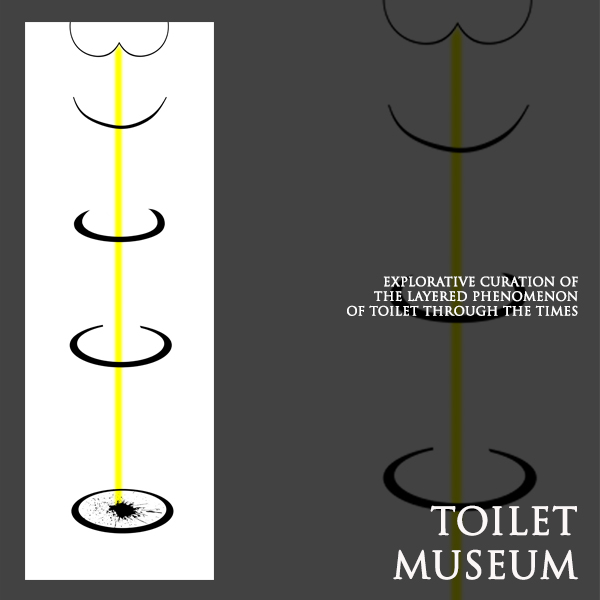 EXPLORATIVE CURATION OF
THE LAYERED PHENOMENON
OF TOILET THROUGH THE TIMES
TOILET
MUSEUM